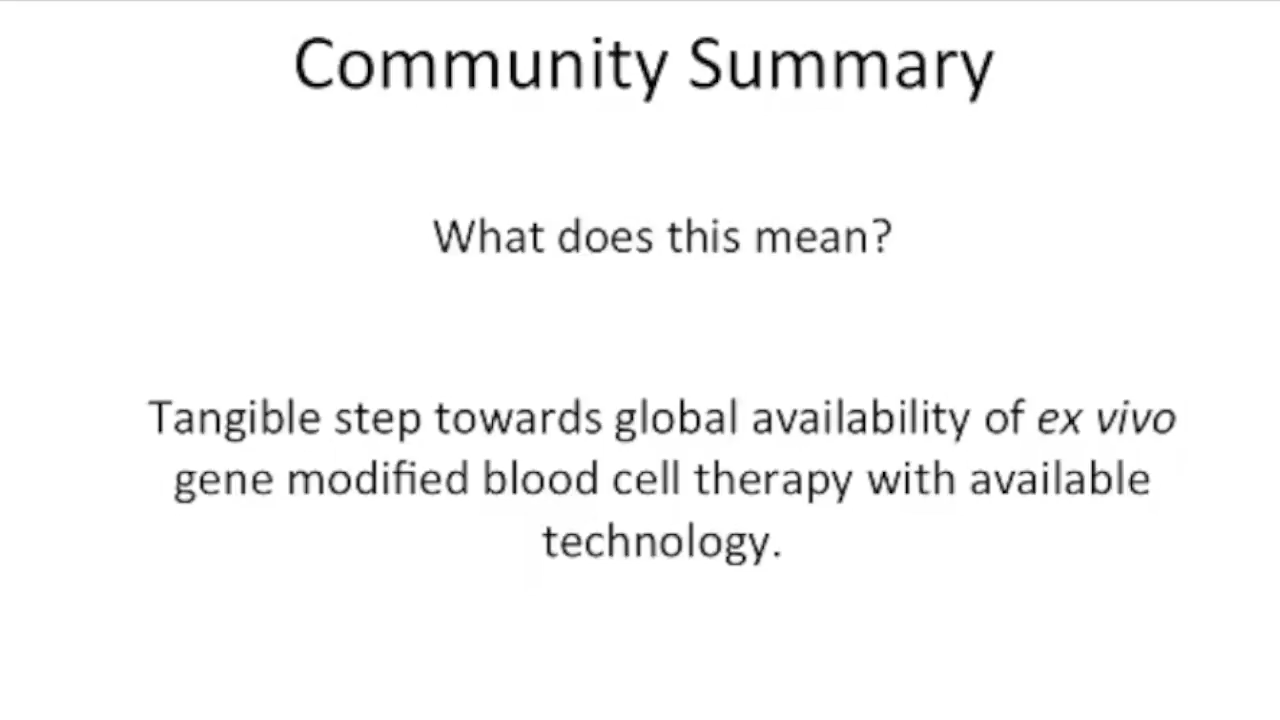 Community Summary
What does this mean?
Tangible step towards global availability of ex vivo
gene modified blood cell therapy with available
technology.